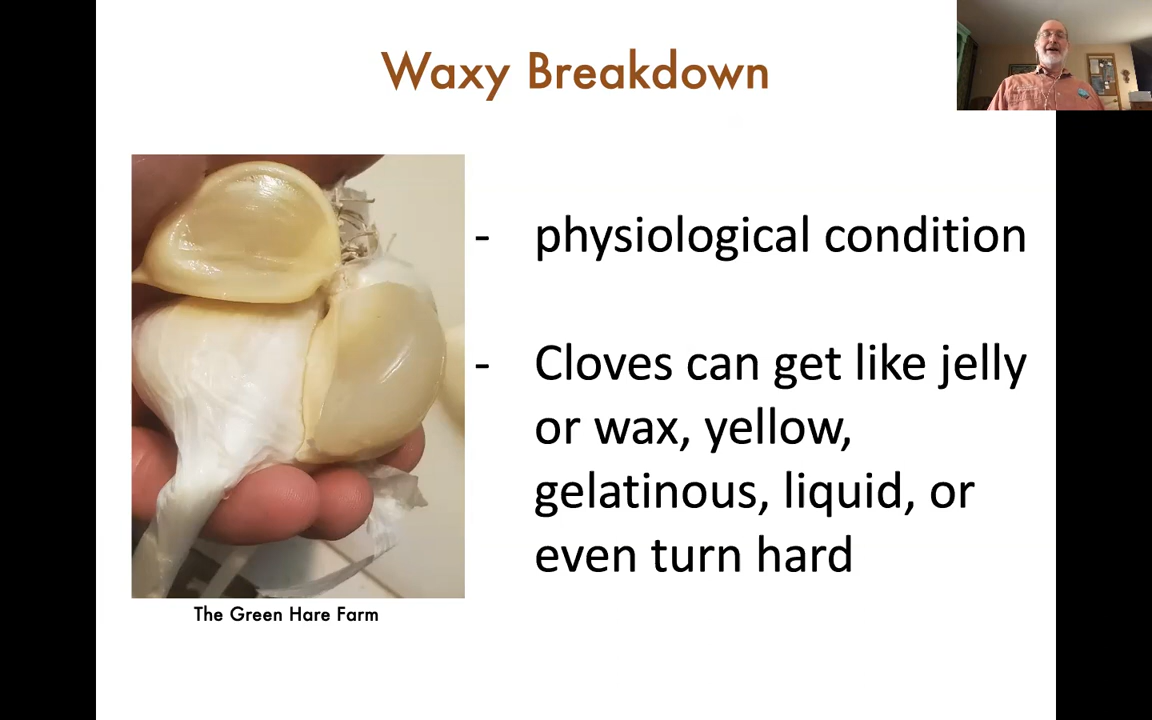 Waxy Breakdown
- physiological condition
- Cloves can get like jelly
or wax, yellow,
gelatinous, liquid, or
even turn hard
The Green Hare Farm